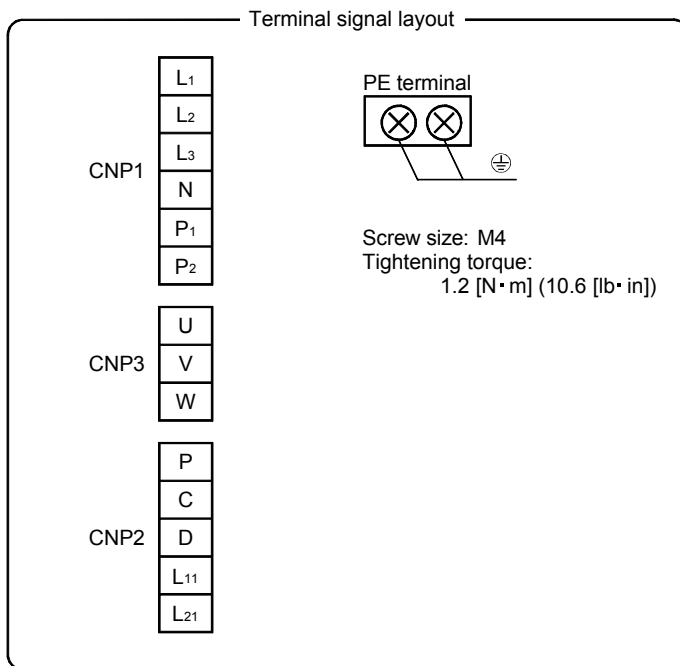 Terminal signal layout
CNP1
L1
L2
L3
N
P1
P2
PE terminal
Screw size: M4
Tightening torque:
1.2 [N・m] (10.6 [lb・in])
CNP3
U
V
W
CNP2
P
C
D
L11
L21